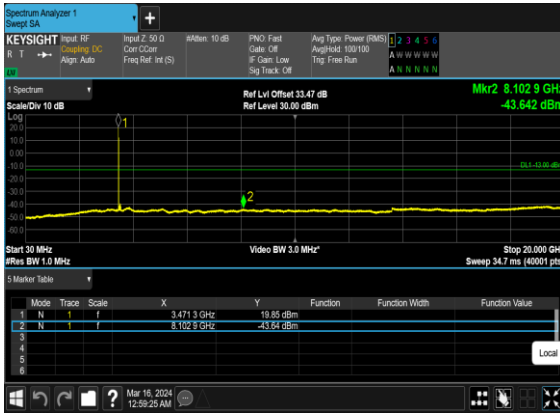 Spectrum Analyzer 1
Swept SA
+
KEYSIGHT Input: RF Input Z: 50 Ω #Atten: 10 dB PNO: Fast Avg Type: Power (RMS) 1 2 3 4 5 6
R T Coupling: DC Corr CCorr Gate: Off Avg|Hold: 100/100 A W W W W W
Align: Auto Freq Ref: Int (S) IF Gain: Low Trig: Free Run
Sig Track: Off A N N N N N
1 Spectrum
Scale/Div 10 dB
Ref Lvl Offset 33.47 dB
Ref Level 30.00 dBm
Mkr2 8.102 9 GHz
-43.642 dBm
Log
20.0
10.0
0.00
-10.0
-20.0
-30.0
-40.0
-50.0
-60.0
1
2
DL1 -13.00 dBm
Start 30 MHz Video BW 3.0 MHz* Stop 20.000 GH
#Res BW 1.0 MHz Sweep 34.7 ms (40001 pts
5 Marker Table
Mode Trace Scale X Y Function Function Width Function Value
1 N 1 f 3.471 3 GHz 19.85 dBm
2 N 1 f 8.102 9 GHz -43.64 dBm
3
4
5
6
Local
? Mar 16, 2024
12:59:25 AM